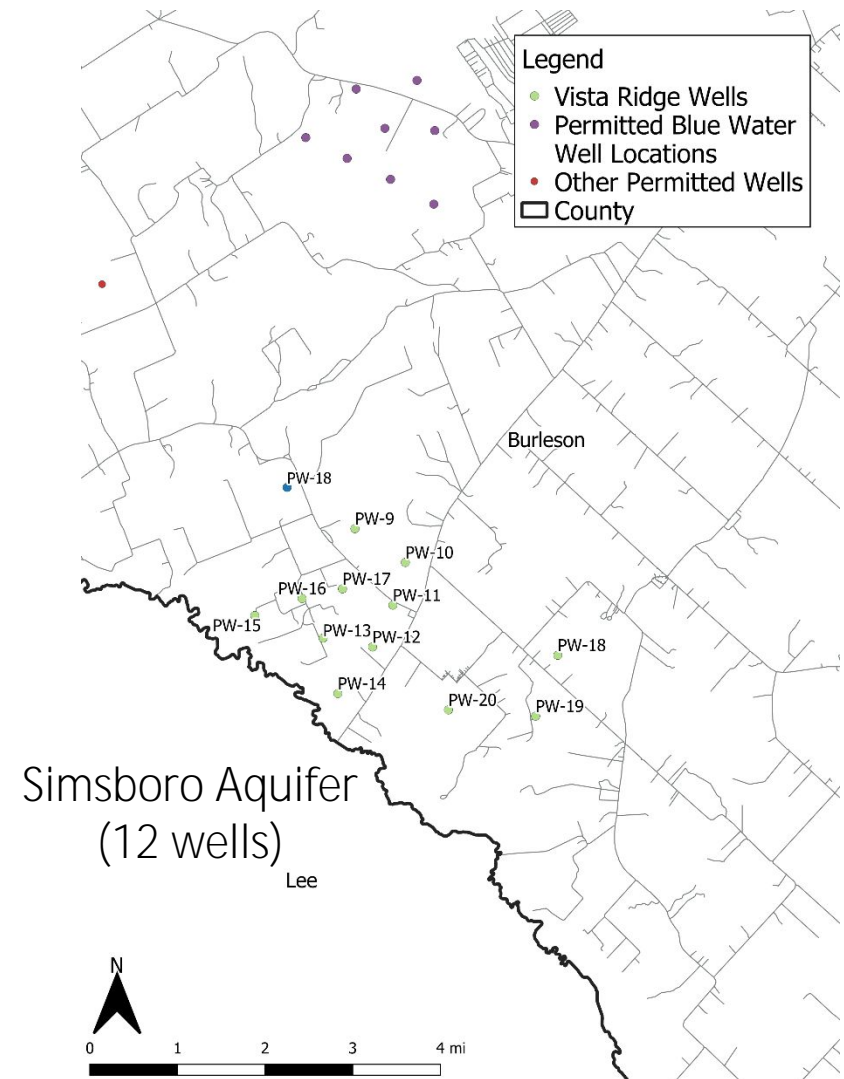 Legend
Vista Ridge Wells
Permitted Blue Water
Well Locations
Other Permitted Wells
County
Burleson
PW-18
PW-9
PW-10
PW-17
PW-16
PW-11
PW-15
PW-13
PW-12
PW-18
PW-14
PW-20
PW-19
Simsboro Aquifer
(12 wells)
Lee
N
0 1 2 3 4 mi